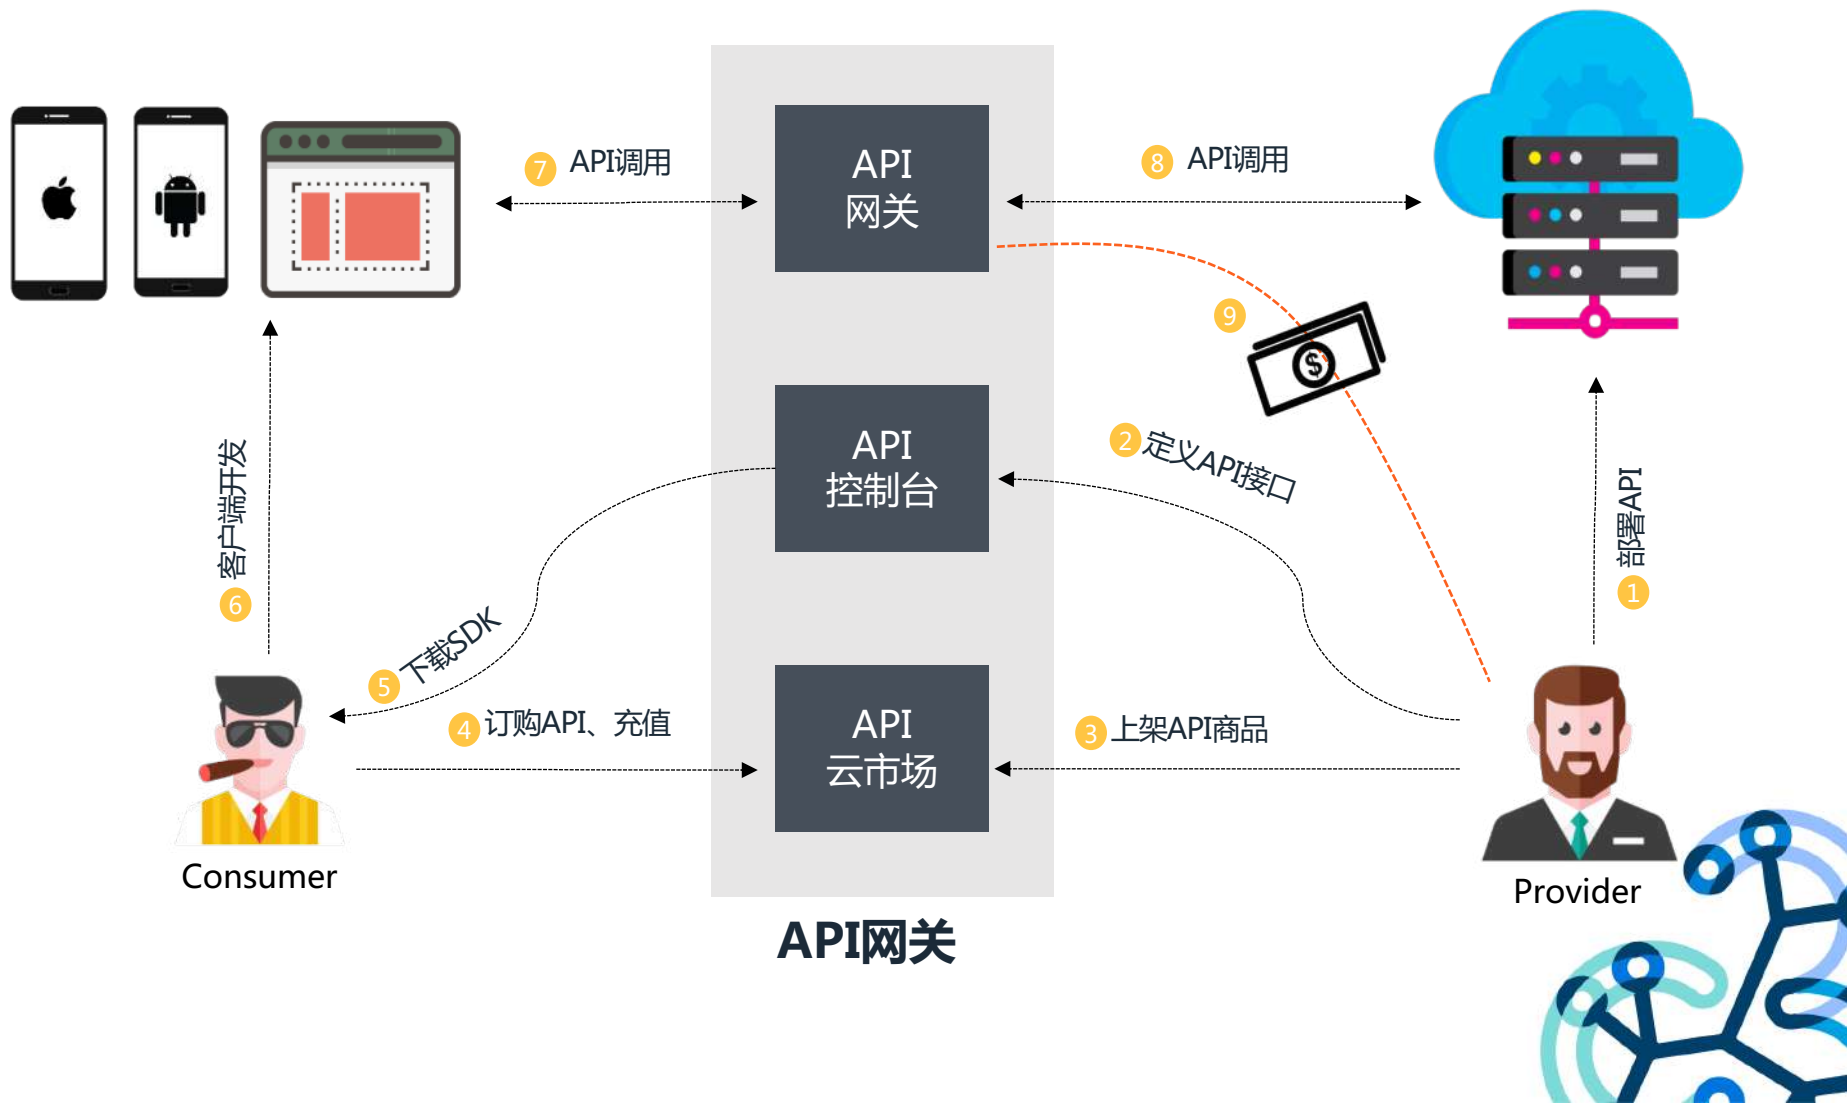 7 API调用
API
网关
8 API调用
9
API
控制台
2 定义API接口
6 客户端开发
1 部署API
5 下载SDK
4 订购API、充值
API
云市场
3 上架API商品
Consumer
Provider
API网关
$